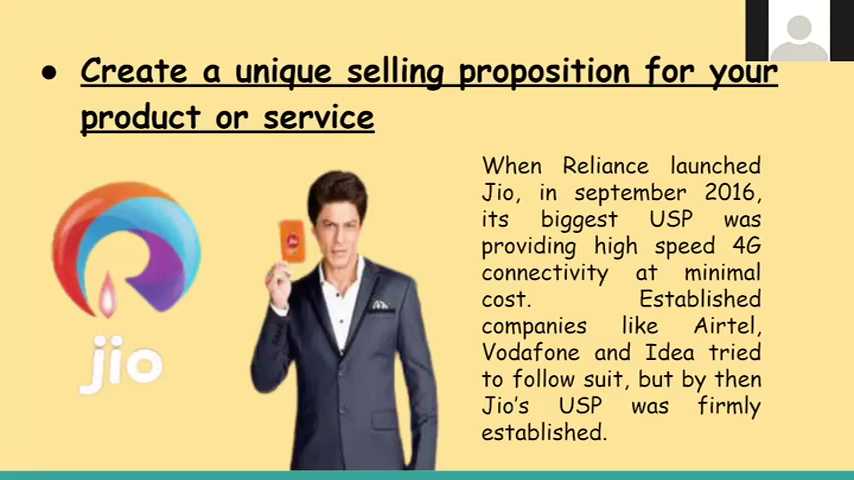 ● Create a unique selling proposition for your
product or service
When Reliance launched
Jio, in september 2016,
its biggest USP was
providing high speed 4G
connectivity at minimal
cost. Established
companies like Airtel,
Vodafone and Idea tried
to follow suit, but by then
Jio's USP was firmly
established.
jio